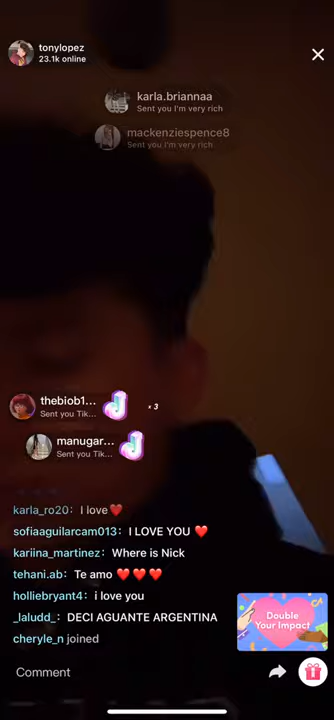 tonylopez
23.1k online
karla.briannaa
Sent you I'm very rich
mackenziespence8
Sent you I'm very rich
thebiob1...
Sent you Tik...
x 3
manugar...
Sent you Tik...
karla_ro20: I love❤️
sofiaaguilarcam013: I LOVE YOU ❤️
kariina_martinez: Where is Nick
tehani.ab: Te amo ❤️❤️❤️
holliebryant4: i love you
_laludd_: DECI AGUANTE ARGENTINA
cheryle_n joined
Double
Your Impact
Comment